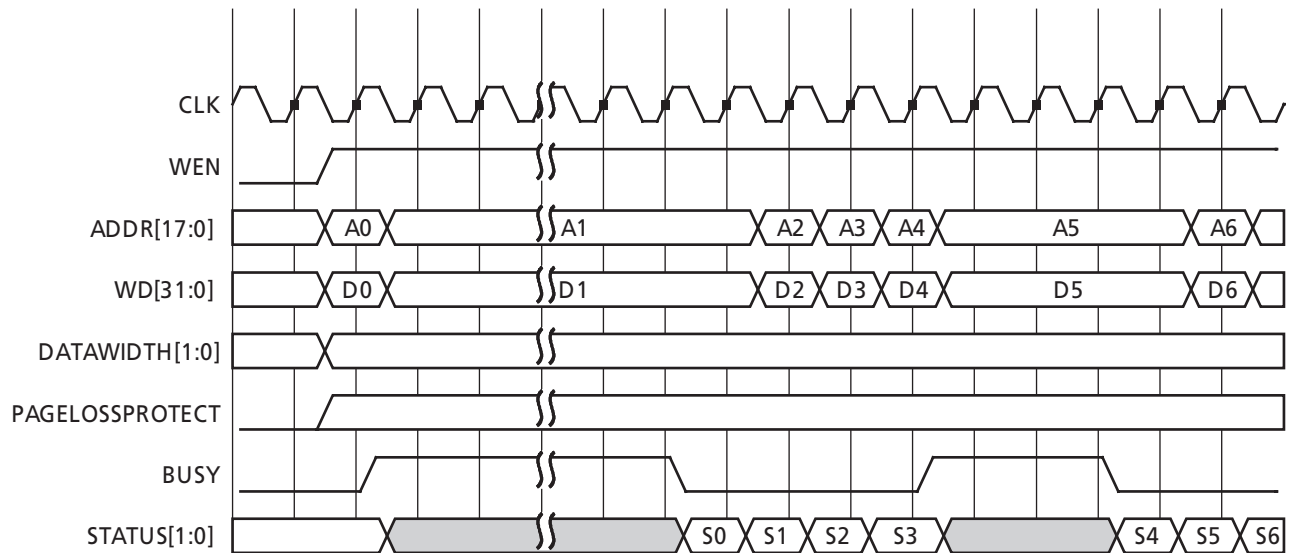 CLK
WEN
ADDR[17:0] A0 A1 A2 A3 A4 A5 A6
WD[31:0] D0 D1 D2 D3 D4 D5 D6
DATAWIDTH[1:0]
PAGELOSSPROTECT
BUSY
STATUS[1:0] S0 S1 S2 S3 S4 S5 S6